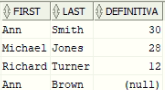 FIRST LAST DEFINITIVA
Ann Smith 30
Michael Jones 28
Richard Turner 12
Ann Brown (null)